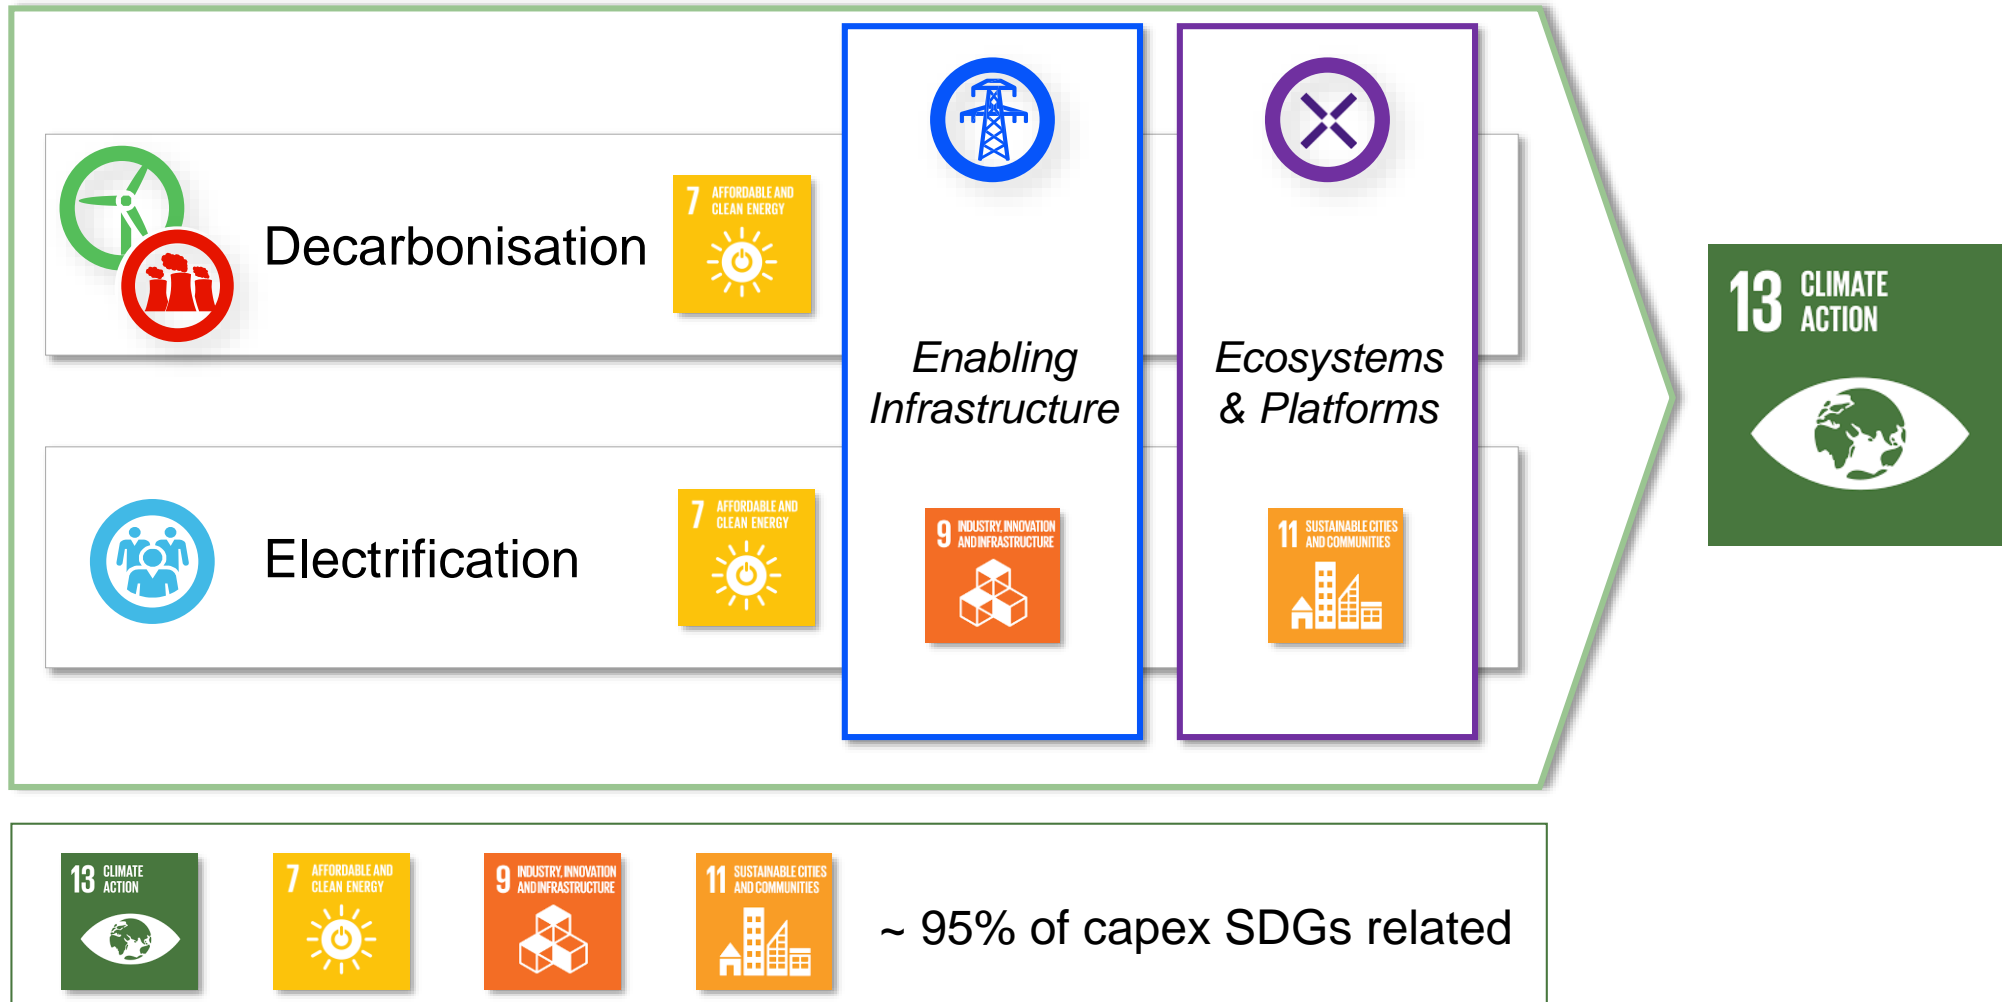 Decarbonisation
7 AFFORDABLE AND
CLEAN ENERGY
Enabling
Infrastructure
Ecosystems
& Platforms
13 CLIMATE
ACTION
Electrification
7 AFFORDABLE AND
CLEAN ENERGY
9 INDUSTRY, INNOVATION
AND INFRASTRUCTURE
11 SUSTAINABLE CITIES
AND COMMUNITIES
13 CLIMATE
ACTION
7 AFFORDABLE AND
CLEAN ENERGY
9 INDUSTRY, INNOVATION
AND INFRASTRUCTURE
11 SUSTAINABLE CITIES
AND COMMUNITIES
~ 95% of capex SDGs related